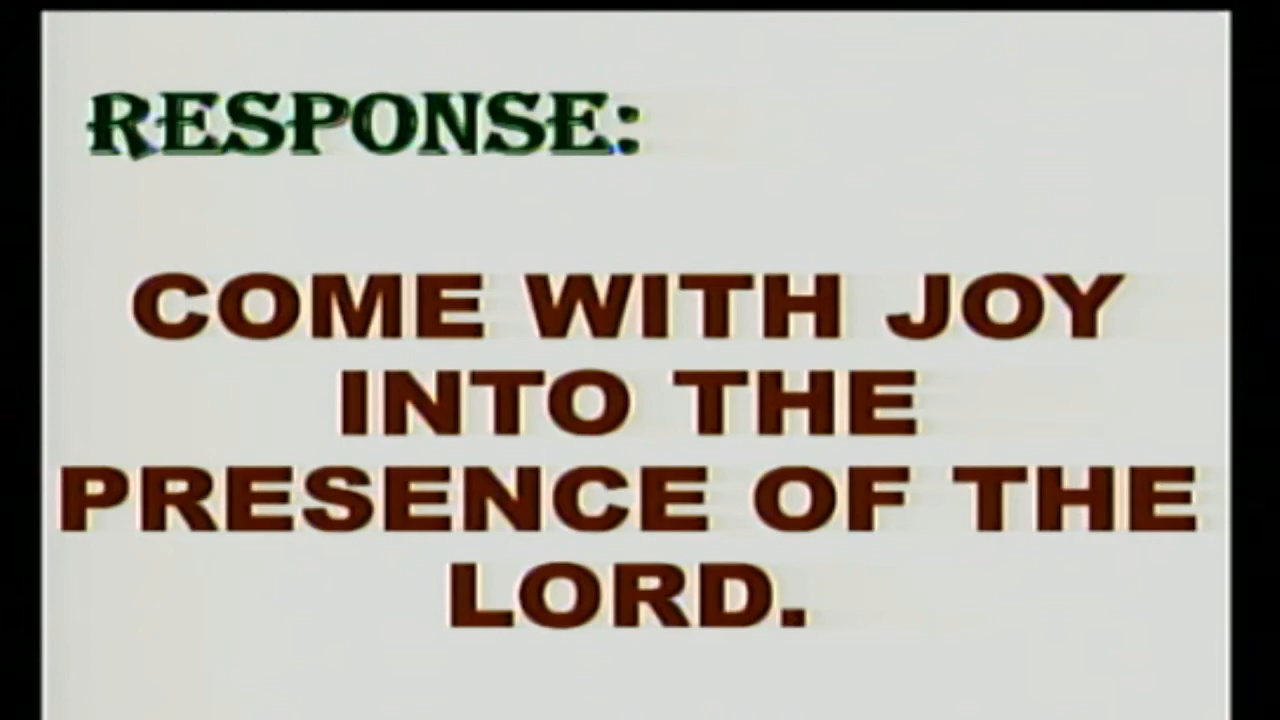 RESPONSE:
COME WITH JOY
INTO THE
PRESENCE OF THE
LORD.